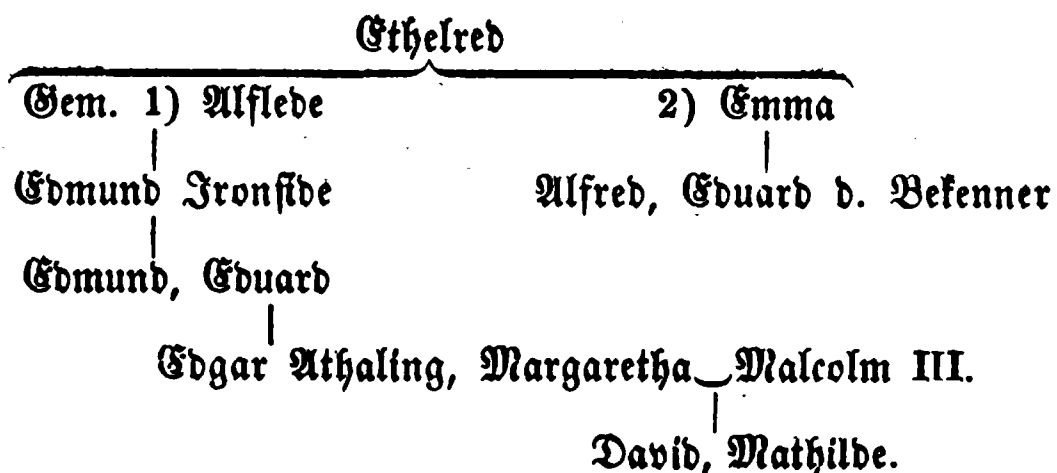 Ethelred
Gem. 1) Alflede 2) Emma
Edmund Ironside Alfred, Eduard d. Bekenner
Edmund, Eduard
Edgar Athaling, Margaretha Malcolm III.
David, Mathilde.